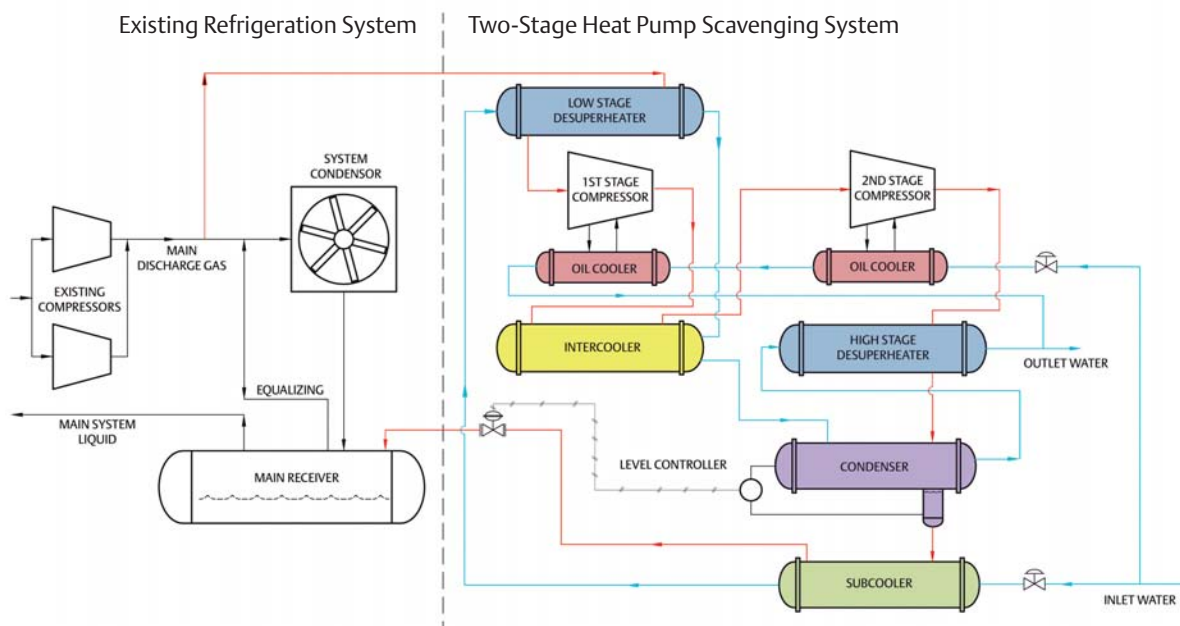 Existing Refrigeration System
Two-Stage Heat Pump Scavenging System
LOW STAGE
DESUPERHEATER
SYSTEM
CONDENSOR
1ST STAGE
COMPRESSOR
2ND STAGE
COMPRESSOR
MAIN
DISCHARGE GAS
OIL COOLER
OIL COOLER
EXISTING
COMPRESSORS
INTERCOOLER
HIGH STAGE
DESUPERHEATER
OUTLET WATER
EQUALIZING
MAIN SYSTEM
LIQUID
LEVEL CONTROLLER
CONDENSER
MAIN RECEIVER
SUBCOOLER
INLET WATER